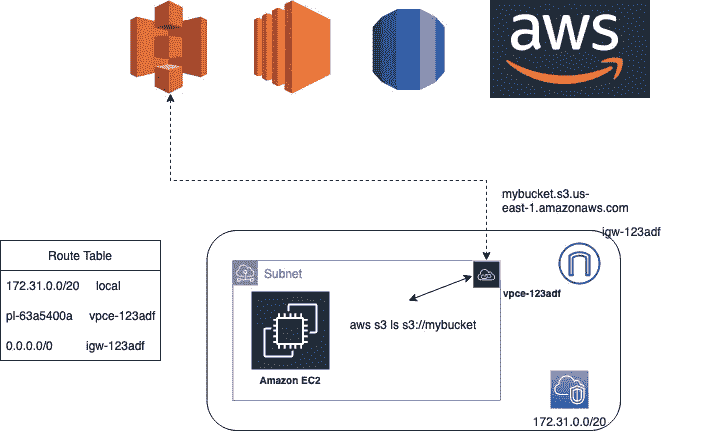 aws
mybucket.s3.us-
east-1.amazonaws.com
igw-123adf
Route Table
172.31.0.0/20 local
pl-63a5400a vpce-123adf
0.0.0.0/0 igw-123adf
Subnet
vpce-123adf
aws s3 ls s3://mybucket
Amazon EC2
172.31.0.0/20